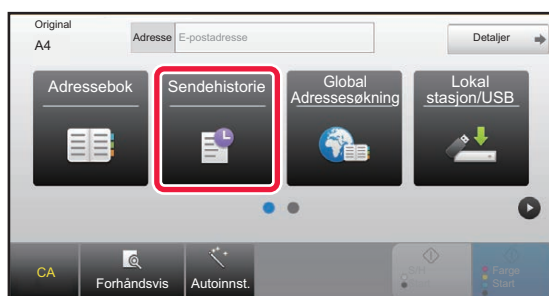 Original
A4
Adresse E-postadresse
Detaljer
Adressebok
Sendehistorie
Global
Adressesøkning
Lokal
stasjon/USB
CA
Forhåndsvis
Autoinnst.
Farge
Start